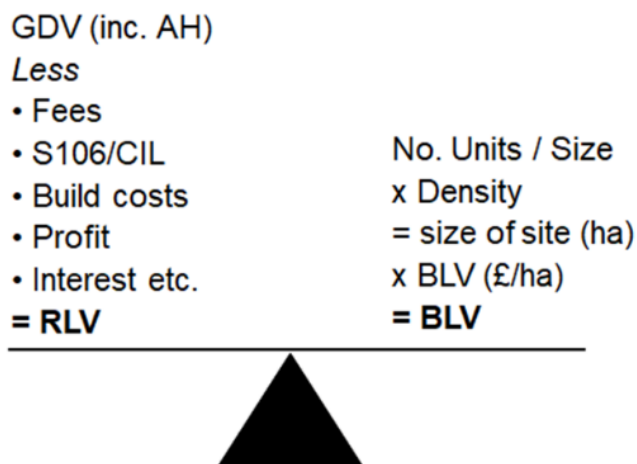 GDV (inc. AH)
Less
• Fees
• S106/CIL
• Build costs
• Profit
• Interest etc.
= RLV
No. Units / Size
x Density
= size of site (ha)
x BLV (£/ha)
= BLV